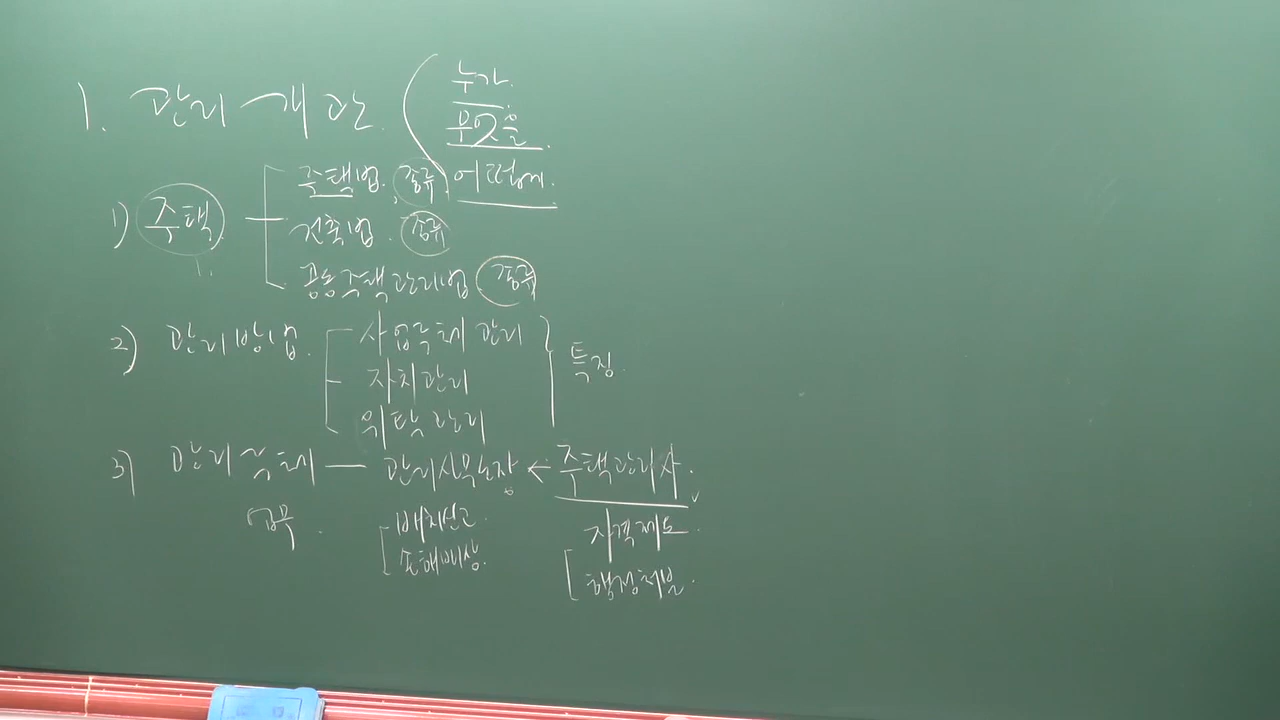 1. 관리개관. 누가.
무엇을
어떻게.
1) 주택 주택법. 종류.
건축법. 종류
공동주택관리법 종류
2) 관리방법. 사업주체 관리 특징.
자치관리
위탁관리
3) 관리주체 — 관리사무소장 ← 주택관리사.
업무. 배치신고. 자격제도.
손해배상. 행정처벌.